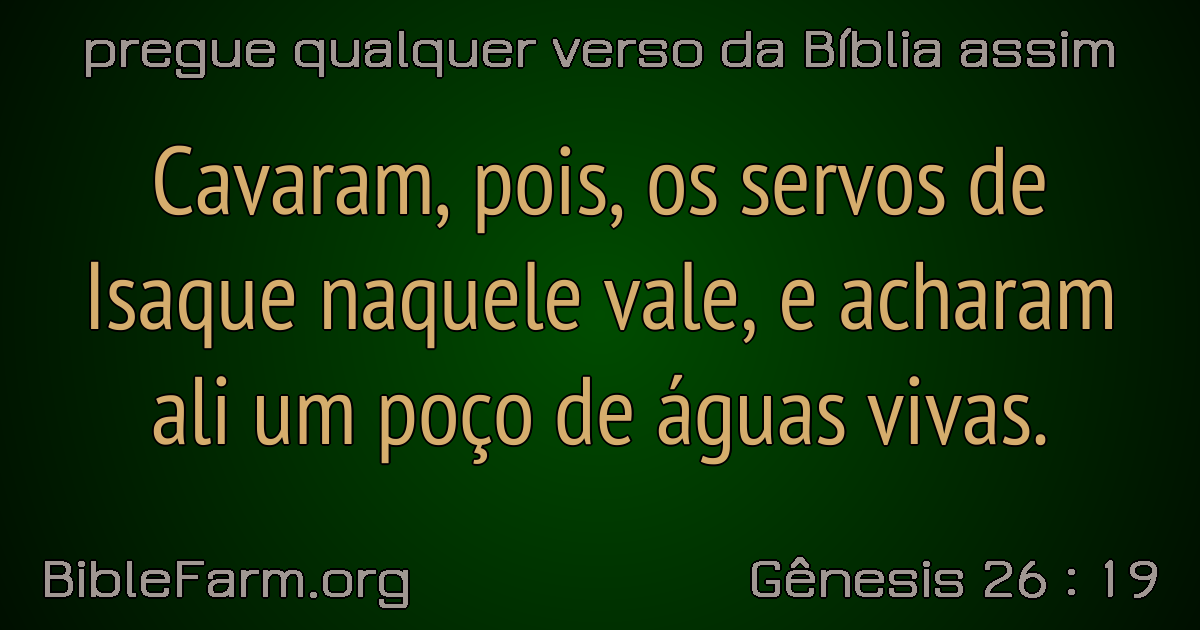 pregue qualquer verso da Bíblia assim
Cavaram, pois, os servos de
Isaque naquele vale, e acharam
ali um poço de águas vivas.
BibleFarm.org
Gênesis 26 : 19